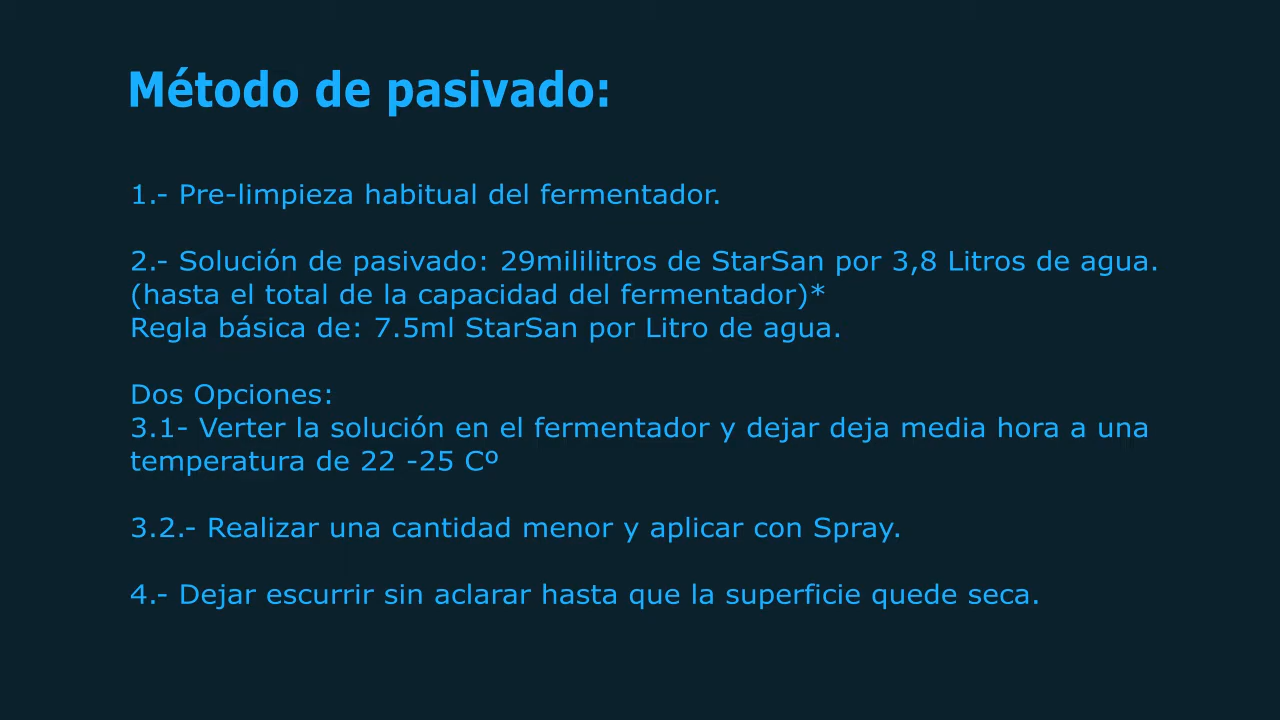 Método de pasivado:
1.- Pre-limpieza habitual del fermentador.
2.- Solución de pasivado: 29mililitros de StarSan por 3,8 Litros de agua.
(hasta el total de la capacidad del fermentador)*
Regla básica de: 7.5ml StarSan por Litro de agua.
Dos Opciones:
3.1- Verter la solución en el fermentador y dejar deja media hora a una
temperatura de 22 -25 Cº
3.2.- Realizar una cantidad menor y aplicar con Spray.
4.- Dejar escurrir sin aclarar hasta que la superficie quede seca.